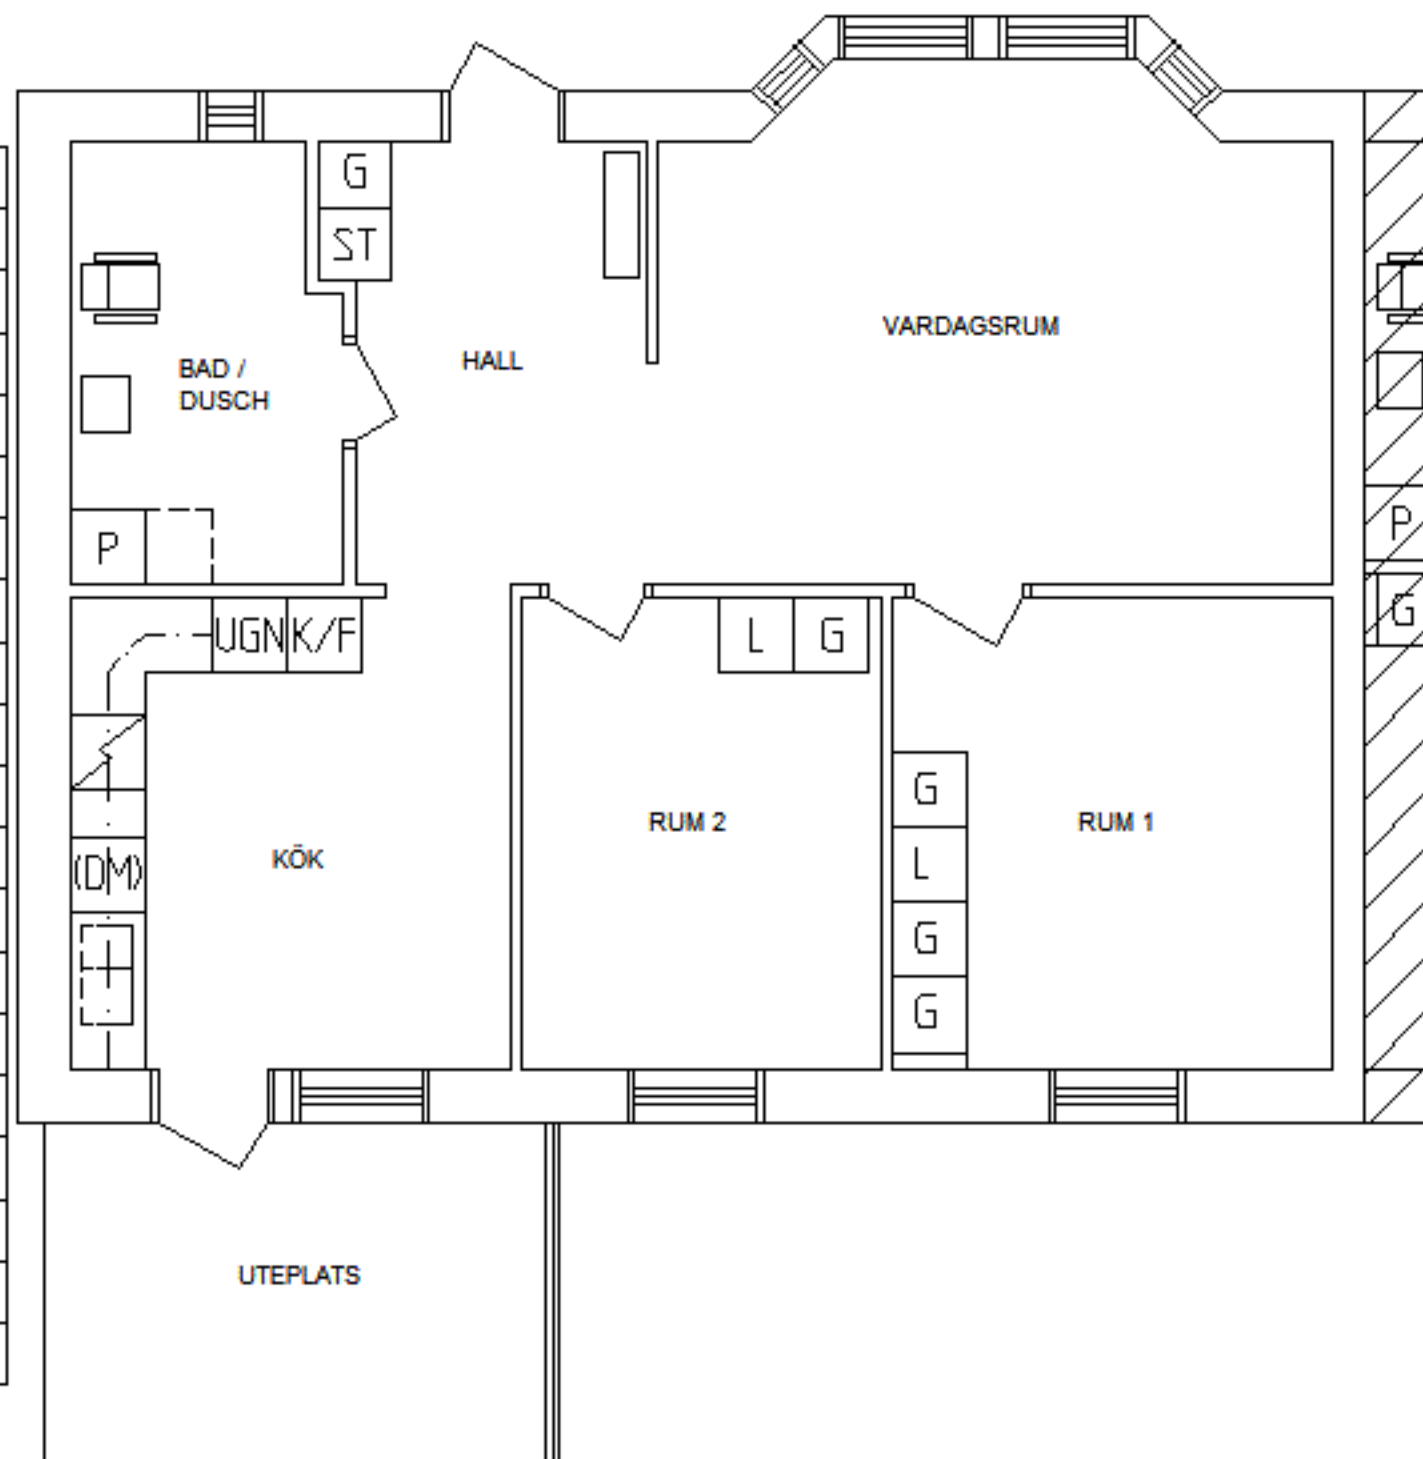 G
ST
VARDAGSRUM
HALL
BAD /
DUSCH
P
P
UGN
K/F
L
G
G
G
L
G
G
RUM 2
RUM 1
KÖK
(DM)
UTEPLATS